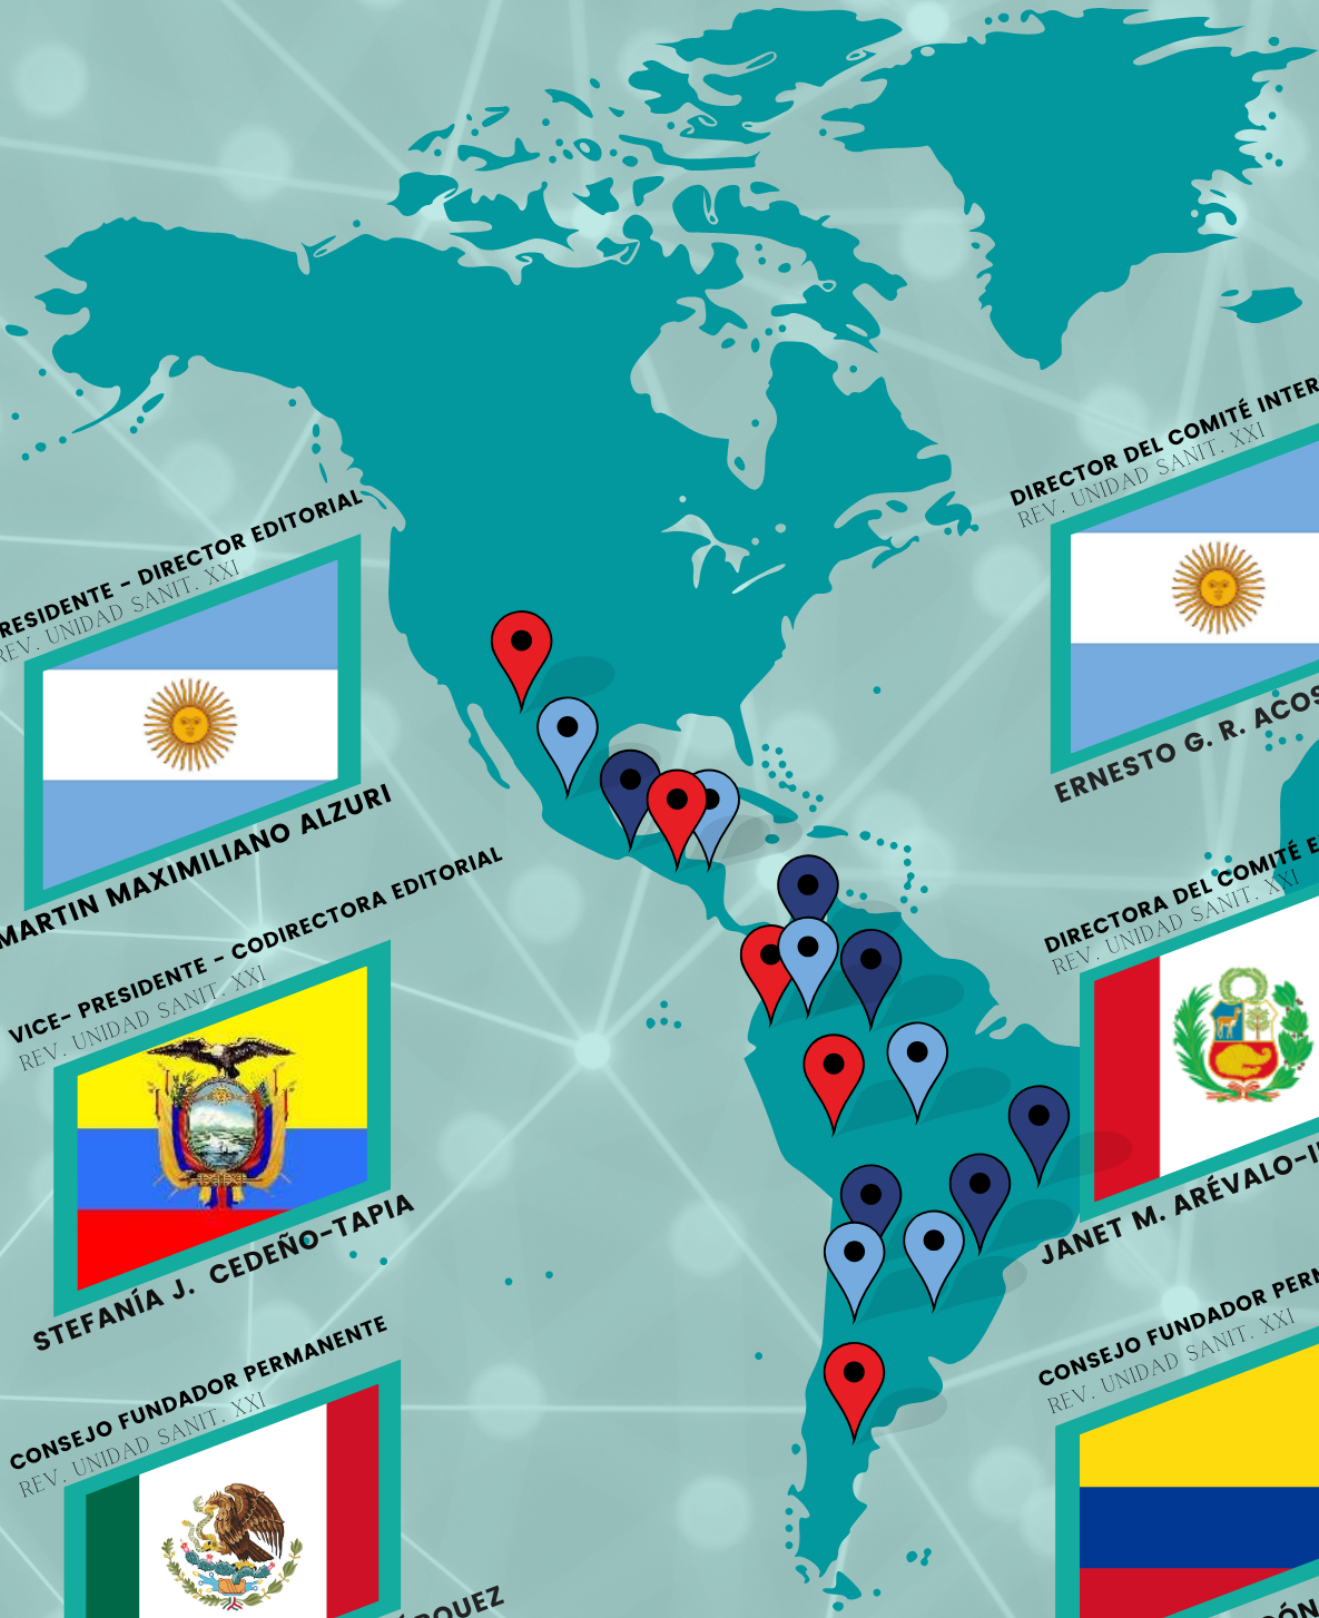 DIRECTOR DEL COMITÉ INTER
REV. UNIDAD SANIT. XXI
ERNESTO G. R. ACOS
RESIDENTE - DIRECTOR EDITORIAL
REV. UNIDAD SANIT. XXI
MARTIN MAXIMILIANO ALZURI
VICE- PRESIDENTE - CODIRECTORA EDITORIAL
REV. UNIDAD SANIT. XXI
STEFANÍA J. CEDEÑO-TAPIA
DIRECTORA DEL COMITÉ E
REV. UNIDAD SANIT. XXI
JANET M. ARÉVALO-I
CONSEJO FUNDADOR PERMANENTE
REV. UNIDAD SANIT. XXI
CONSEJO FUNDADOR PERM
REV. UNIDAD SANIT. XXI